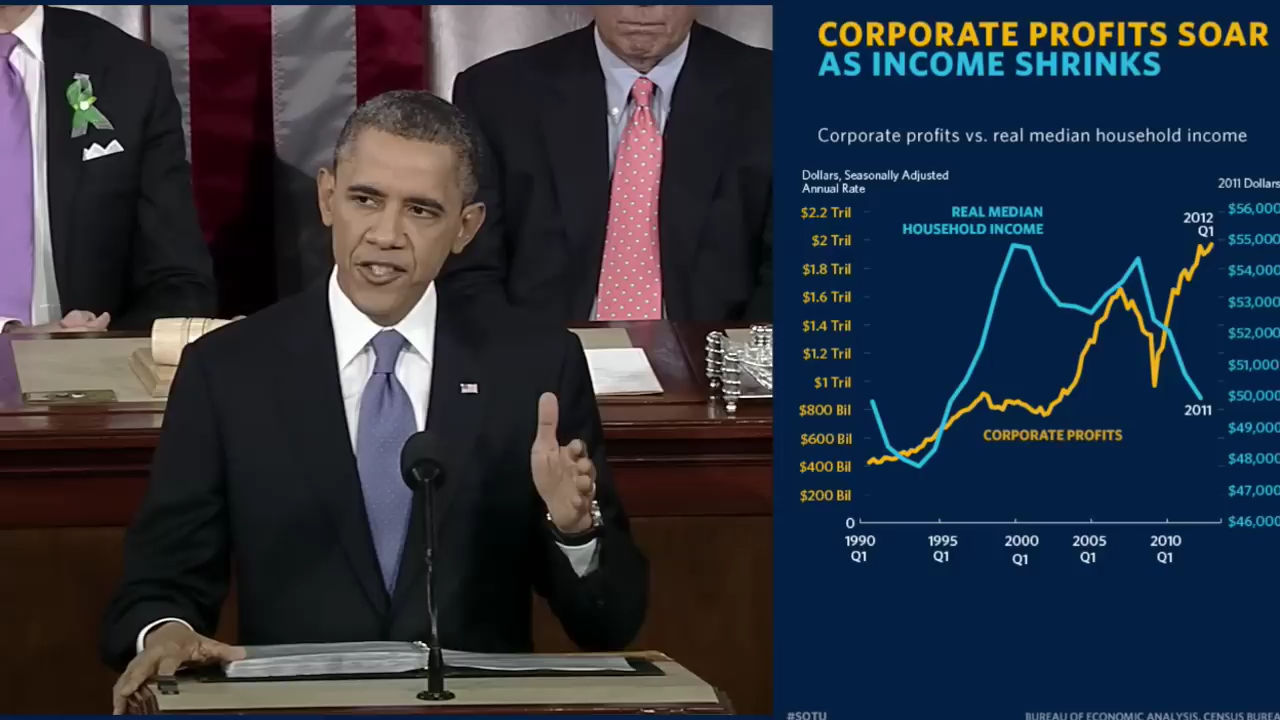 CORPORATE PROFITS SOAR
AS INCOME SHRINKS
Corporate profits vs. real median household income
Dollars, Seasonally Adjusted
Annual Rate
2011 Dollars
$2.2 Tril
$2 Tril
$1.8 Tril
$1.6 Tril
$1.4 Tril
$1.2 Tril
$1 Tril
$800 Bil
$600 Bil
$400 Bil
$200 Bil
0
REAL MEDIAN
HOUSEHOLD INCOME
2012
Q1
2011
CORPORATE PROFITS
$56,000
$55,000
$54,000
$53,000
$52,000
$51,000
$50,000
$49,000
$48,000
$47,000
$46,000
1990 1995 2000 2005 2010
Q1 Q1 Q1 Q1 Q1
#SOTU
BUREAU OF ECONOMIC ANALYSIS, CENSUS BUREA